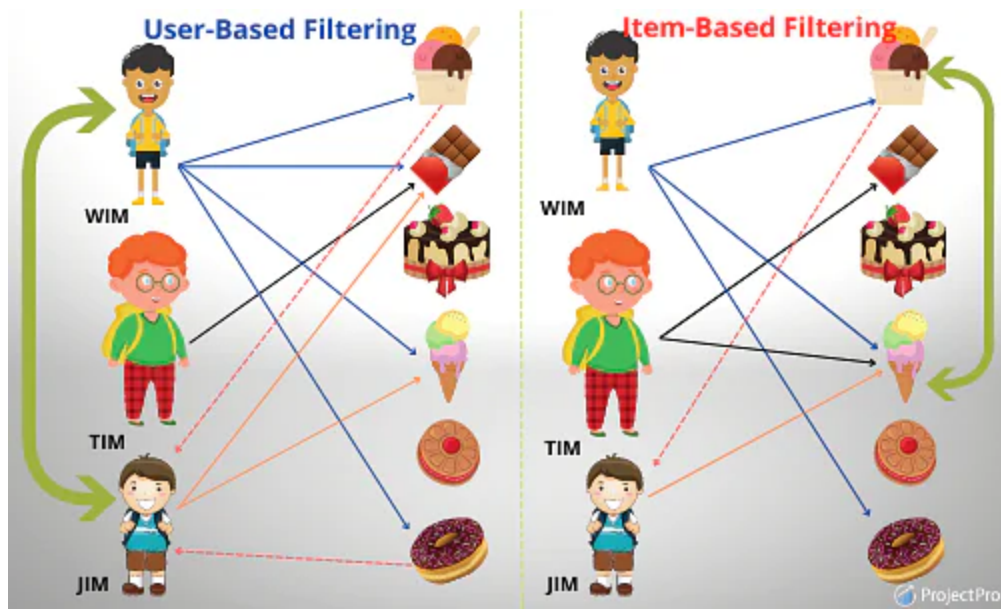 User-Based Filtering
WIM
TIM
JIM
Item-Based Filtering
WIM
TIM
JIM
ProjectPro